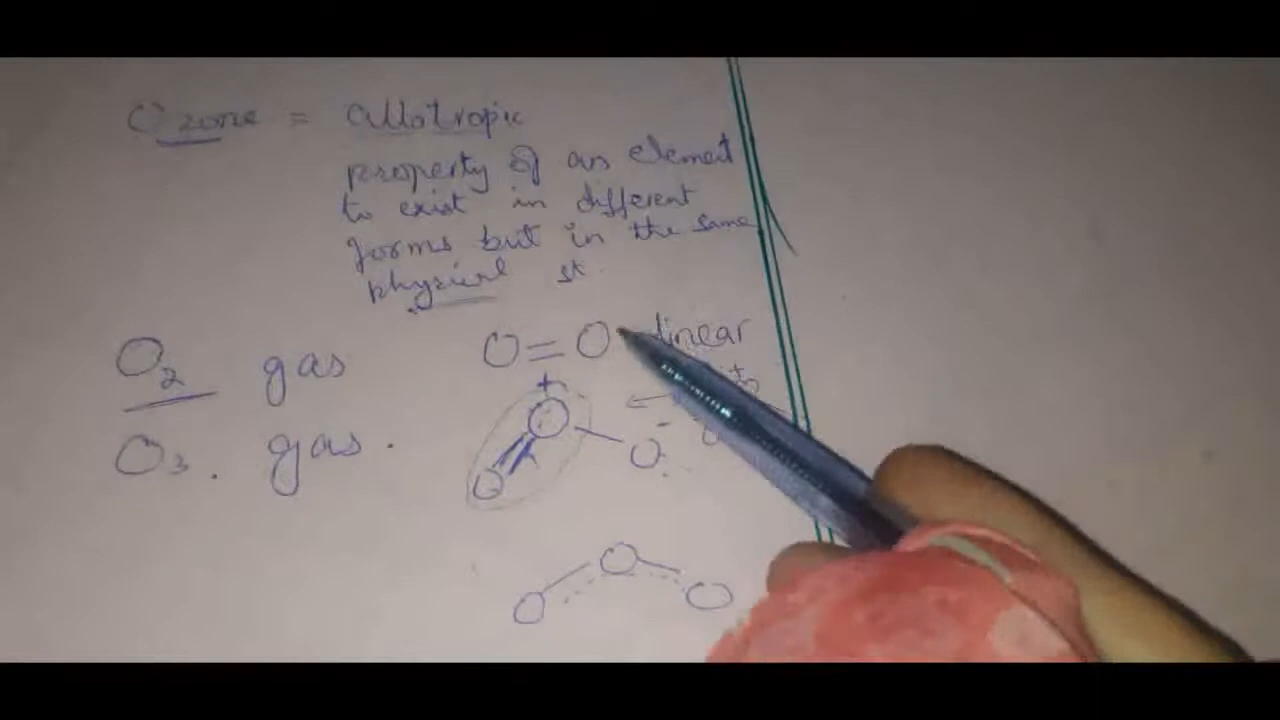 Ozone = allotropic
property of an element
to exist in different
forms but in the same
physical st
O₂ gas
O = O linear
O₃ . gas .
+
O
O O -
+
O
O O